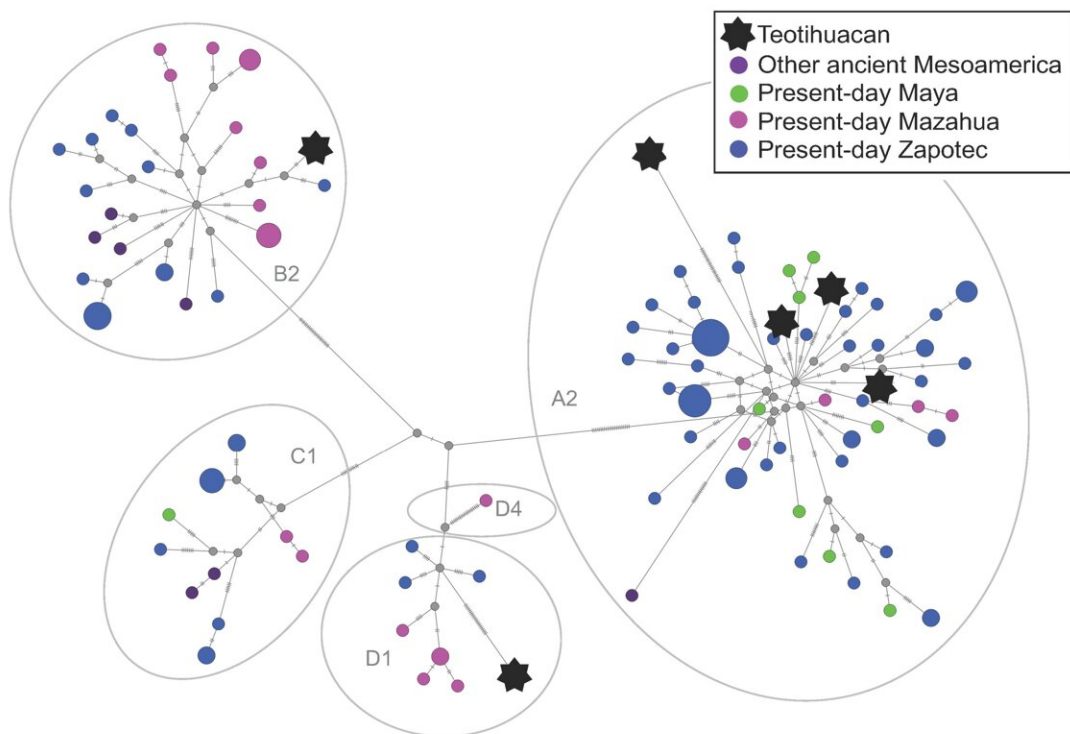 Teotihuacan
Other ancient Mesoamerica
Present-day Maya
Present-day Mazahua
Present-day Zapotec
B2
A2
C1
D4
D1